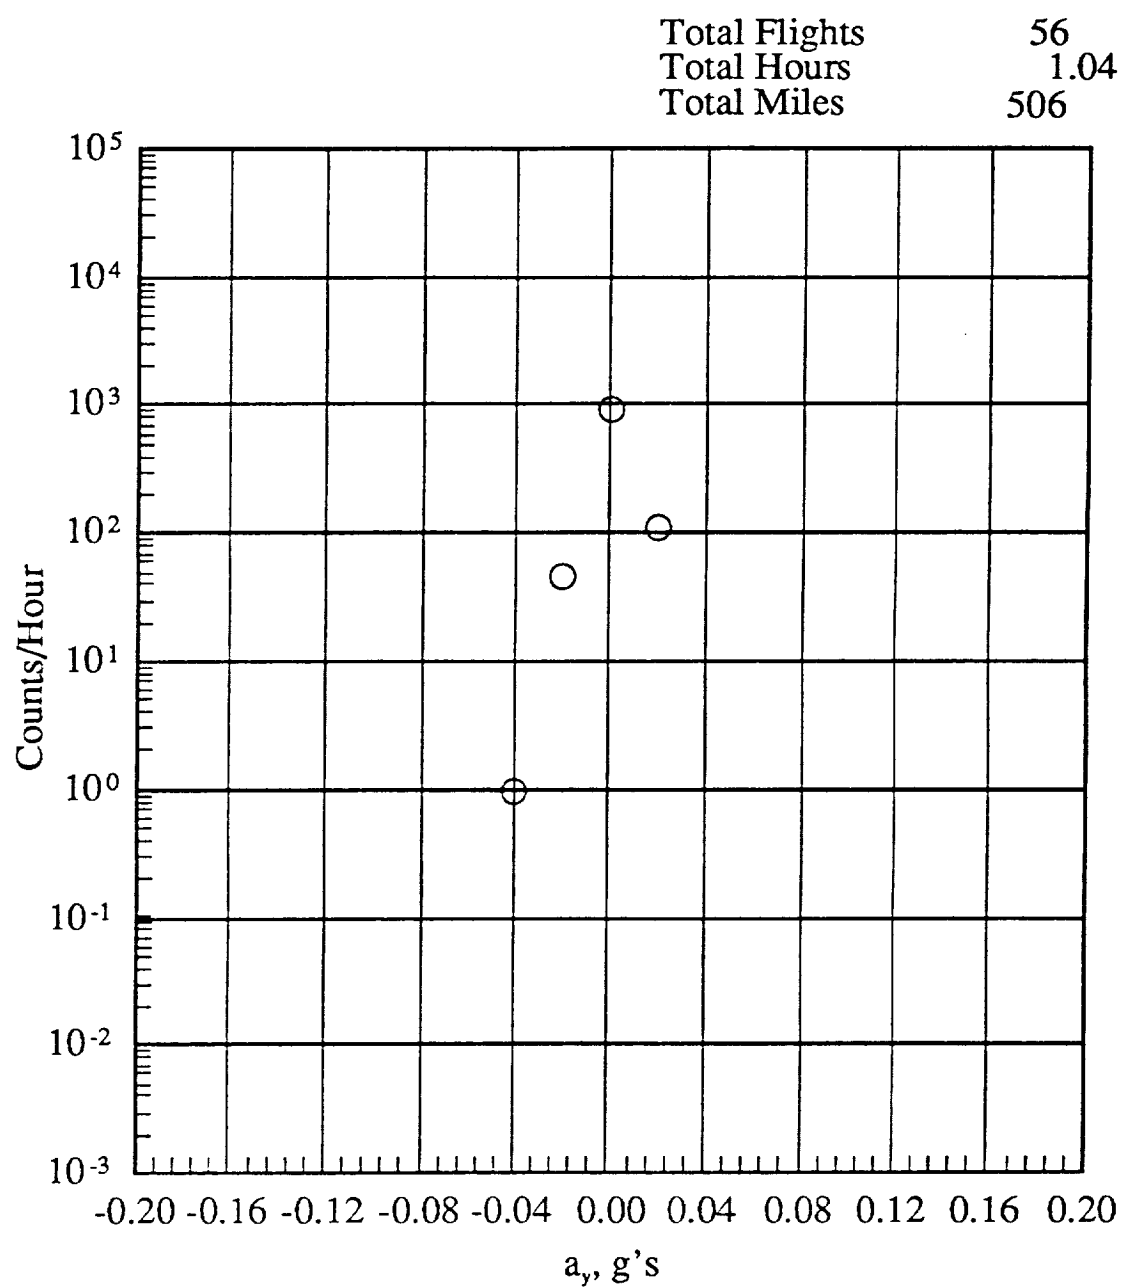 Total Flights 56
Total Hours 1.04
Total Miles 506
10⁵
10⁴
10³
10²
10¹
10⁰
10⁻¹
10⁻²
10⁻³
Counts/Hour
-0.20 -0.16 -0.12 -0.08 -0.04 0.00 0.04 0.08 0.12 0.16 0.20
a_y, g's